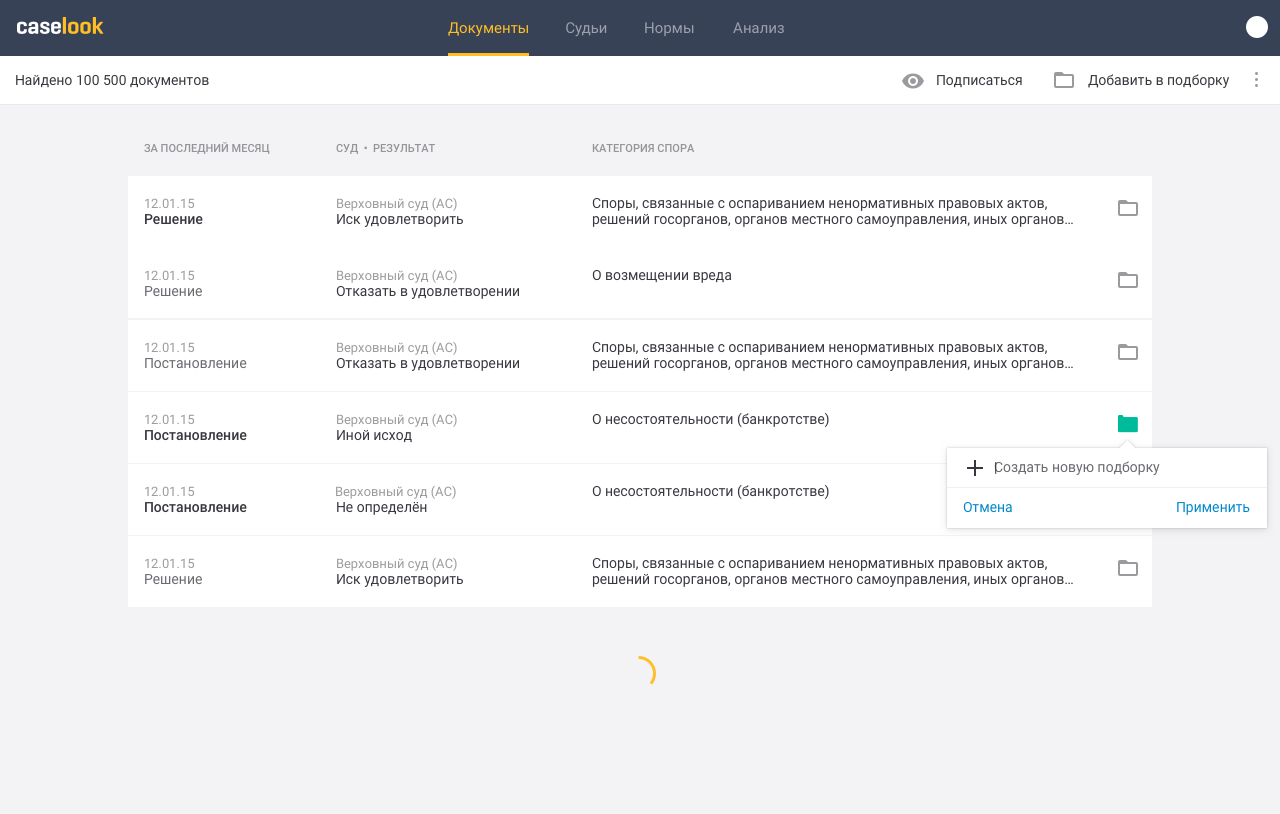 caselook
Документы Судьи Нормы Анализ
Найдено 100 500 документов
Подписаться Добавить в подборку
ЗА ПОСЛЕДНИЙ МЕСЯЦ СУД • РЕЗУЛЬТАТ КАТЕГОРИЯ СПОРА
12.01.15 Верховный суд (АС) Споры, связанные с оспариванием ненормативных правовых актов,
Решение Иск удовлетворить решений госорганов, органов местного самоуправления, иных органов…
12.01.15 Верховный суд (АС) О возмещении вреда
Решение Отказать в удовлетворении
12.01.15 Верховный суд (АС) Споры, связанные с оспариванием ненормативных правовых актов,
Постановление Отказать в удовлетворении решений госорганов, органов местного самоуправления, иных органов…
12.01.15 Верховный суд (АС) О несостоятельности (банкротстве)
Постановление Иной исход
Создать новую подборку
12.01.15 Верховный суд (АС) О несостоятельности (банкротстве)
Постановление Не определён
Отмена Применить
12.01.15 Верховный суд (АС) Споры, связанные с оспариванием ненормативных правовых актов,
Решение Иск удовлетворить решений госорганов, органов местного самоуправления, иных органов…